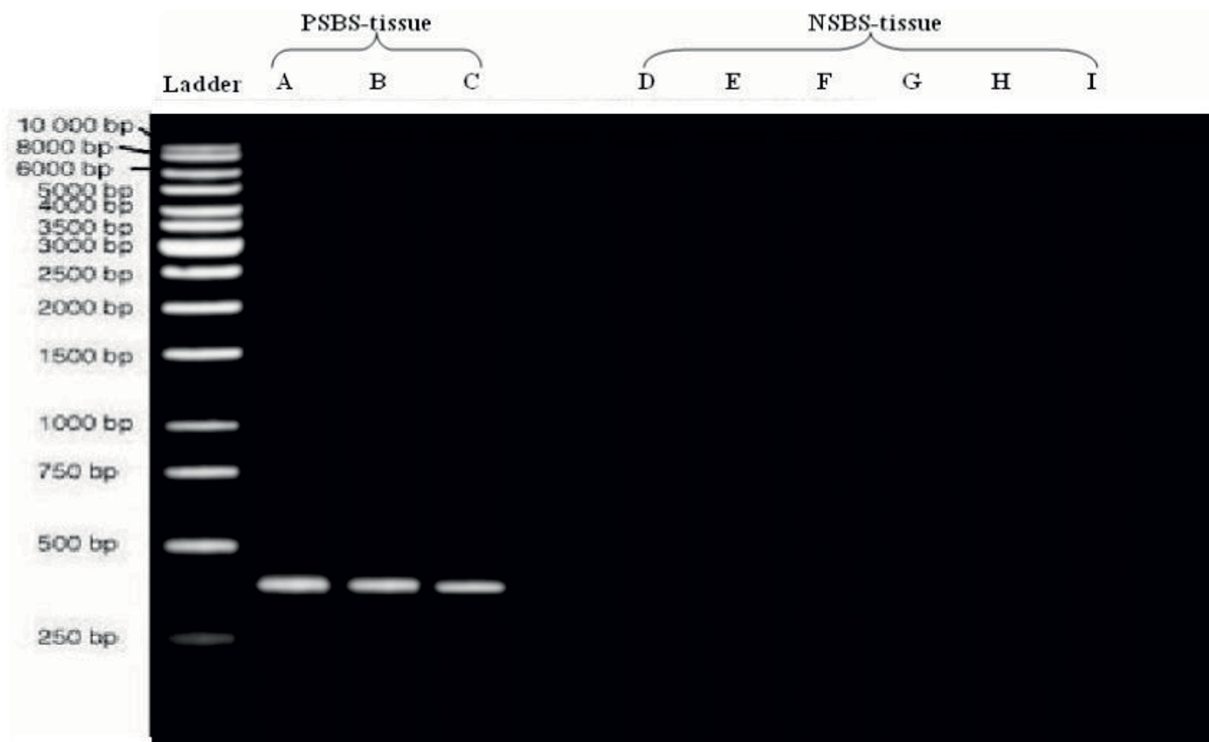 PSBS-tissue NSBS-tissue
Ladder A B C D E F G H I
10 000 bp
8000 bp
6000 bp
5000 bp
4000 bp
3500 bp
3000 bp
2500 bp
2000 bp
1500 bp
1000 bp
750 bp
500 bp
250 bp